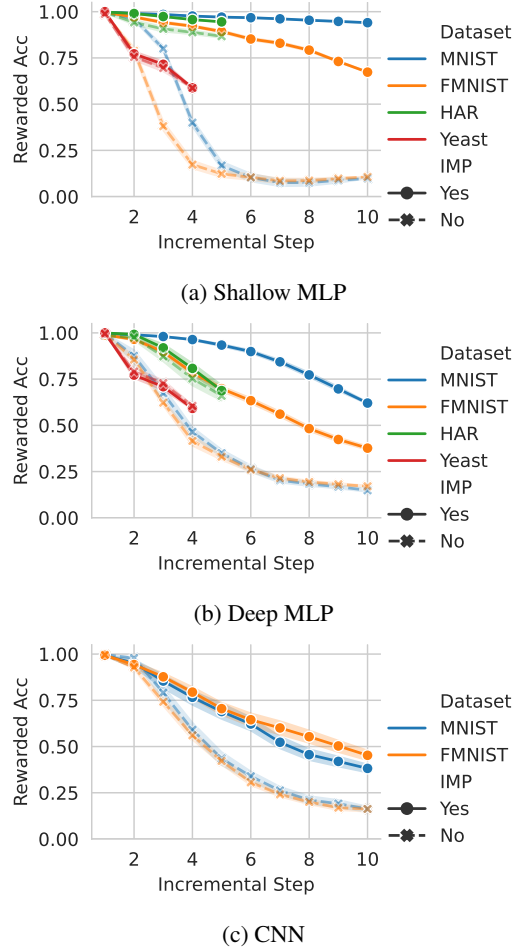 1.00
0.75
0.50
0.25
0.00
Rewarded Acc
2 4 6 8 10
Incremental Step
Dataset
MNIST
FMNIST
HAR
Yeast
IMP
Yes
No
(a) Shallow MLP
1.00
0.75
0.50
0.25
0.00
Rewarded Acc
2 4 6 8 10
Incremental Step
Dataset
MNIST
FMNIST
HAR
Yeast
IMP
Yes
No
(b) Deep MLP
1.00
0.75
0.50
0.25
0.00
Rewarded Acc
2 4 6 8 10
Incremental Step
Dataset
MNIST
FMNIST
IMP
Yes
No
(c) CNN